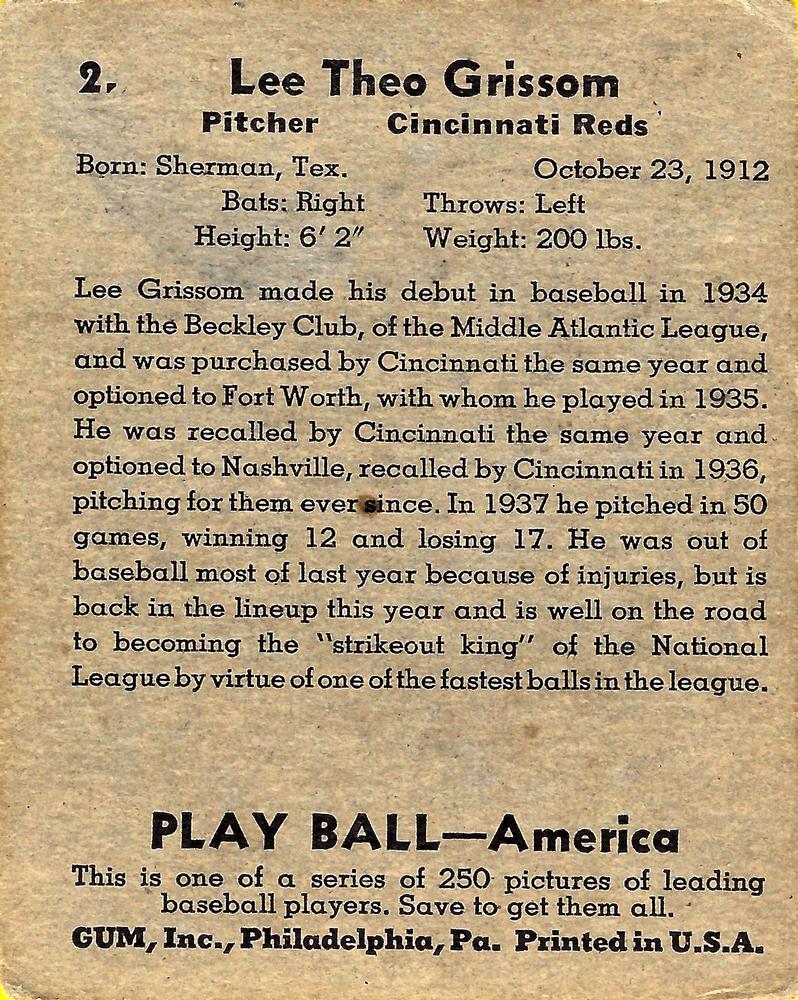 2. Lee Theo Grissom
Pitcher Cincinnati Reds
Born: Sherman, Tex. October 23, 1912
Bats: Right Throws: Left
Height: 6' 2" Weight: 200 lbs.
Lee Grissom made his debut in baseball in 1934
with the Beckley Club, of the Middle Atlantic League,
and was purchased by Cincinnati the same year and
optioned to Fort Worth, with whom he played in 1935.
He was recalled by Cincinnati the same year and
optioned to Nashville, recalled by Cincinnati in 1936,
pitching for them ever since. In 1937 he pitched in 50
games, winning 12 and losing 17. He was out of
baseball most of last year because of injuries, but is
back in the lineup this year and is well on the road
to becoming the "strikeout king" of the National
League by virtue of one of the fastest balls in the league.
PLAY BALL—America
This is one of a series of 250 pictures of leading
baseball players. Save to get them all.
GUM, Inc., Philadelphia, Pa. Printed in U.S.A.